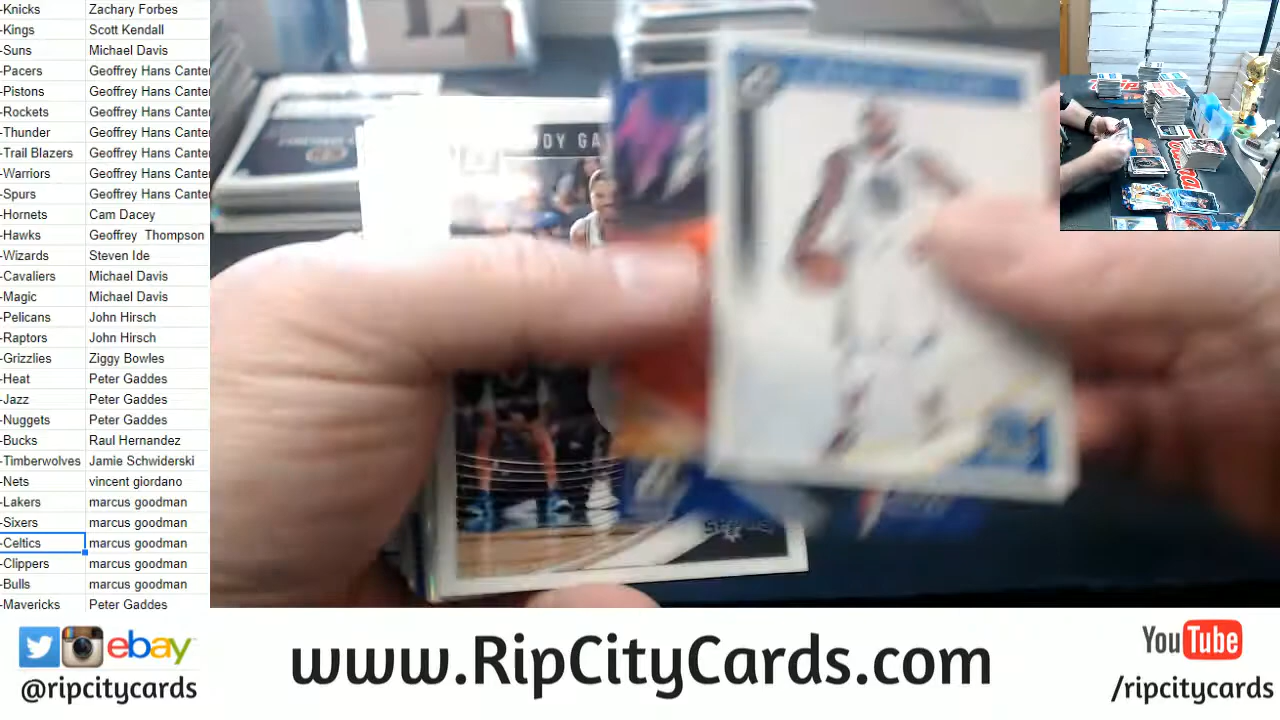 -Knicks Zachary Forbes
-Kings Scott Kendall
-Suns Michael Davis
-Pacers Geoffrey Hans Canter
-Pistons Geoffrey Hans Canter
-Rockets Geoffrey Hans Canter
-Thunder Geoffrey Hans Canter
-Trail Blazers Geoffrey Hans Canter
-Warriors Geoffrey Hans Canter
-Spurs Geoffrey Hans Canter
-Hornets Cam Dacey
-Hawks Geoffrey Thompson
-Wizards Steven Ide
-Cavaliers Michael Davis
-Magic Michael Davis
-Pelicans John Hirsch
-Raptors John Hirsch
-Grizzlies Ziggy Bowles
-Heat Peter Gaddes
-Jazz Peter Gaddes
-Nuggets Peter Gaddes
-Bucks Raul Hernandez
-Timberwolves Jamie Schwiderski
-Nets vincent giordano
-Lakers marcus goodman
-Sixers marcus goodman
-Celtics marcus goodman
-Clippers marcus goodman
-Bulls marcus goodman
-Mavericks Peter Gaddes
DY GA
SPURS
ebay
@ripcitycards
www.RipCityCards.com
YouTube
/ripcitycards